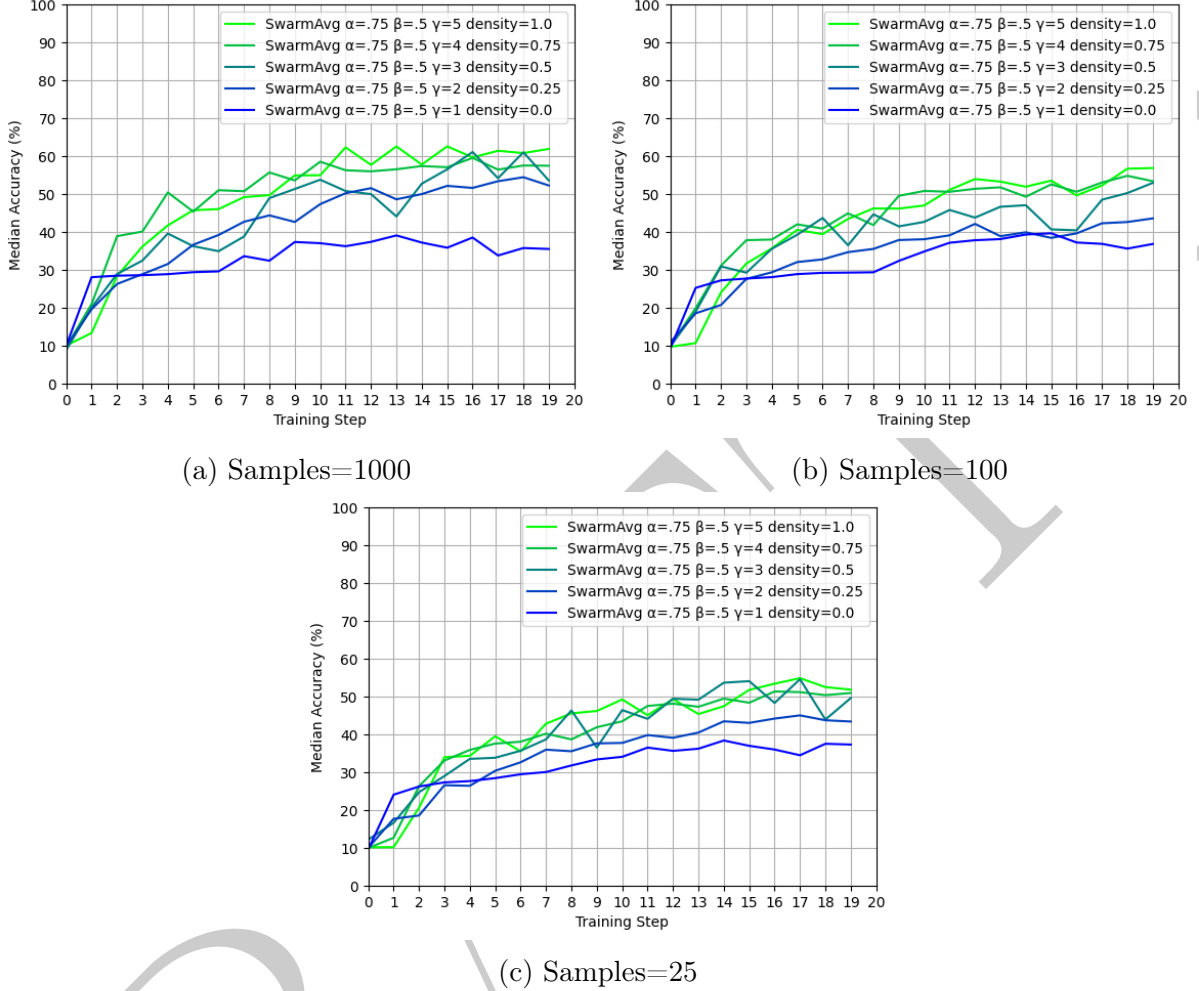 100
90
80
70
60
50
40
30
20
10
0
Median Accuracy (%)
SwarmAvg α=.75 β=.5 γ=5 density=1.0
SwarmAvg α=.75 β=.5 γ=4 density=0.75
SwarmAvg α=.75 β=.5 γ=3 density=0.5
SwarmAvg α=.75 β=.5 γ=2 density=0.25
SwarmAvg α=.75 β=.5 γ=1 density=0.0
0 1 2 3 4 5 6 7 8 9 10 11 12 13 14 15 16 17 18 19 20
Training Step
(a) Samples=1000
100
90
80
70
60
50
40
30
20
10
0
Median Accuracy (%)
SwarmAvg α=.75 β=.5 γ=5 density=1.0
SwarmAvg α=.75 β=.5 γ=4 density=0.75
SwarmAvg α=.75 β=.5 γ=3 density=0.5
SwarmAvg α=.75 β=.5 γ=2 density=0.25
SwarmAvg α=.75 β=.5 γ=1 density=0.0
0 1 2 3 4 5 6 7 8 9 10 11 12 13 14 15 16 17 18 19 20
Training Step
(b) Samples=100
100
90
80
70
60
50
40
30
20
10
0
Median Accuracy (%)
SwarmAvg α=.75 β=.5 γ=5 density=1.0
SwarmAvg α=.75 β=.5 γ=4 density=0.75
SwarmAvg α=.75 β=.5 γ=3 density=0.5
SwarmAvg α=.75 β=.5 γ=2 density=0.25
SwarmAvg α=.75 β=.5 γ=1 density=0.0
0 1 2 3 4 5 6 7 8 9 10 11 12 13 14 15 16 17 18 19 20
Training Step
(c) Samples=25